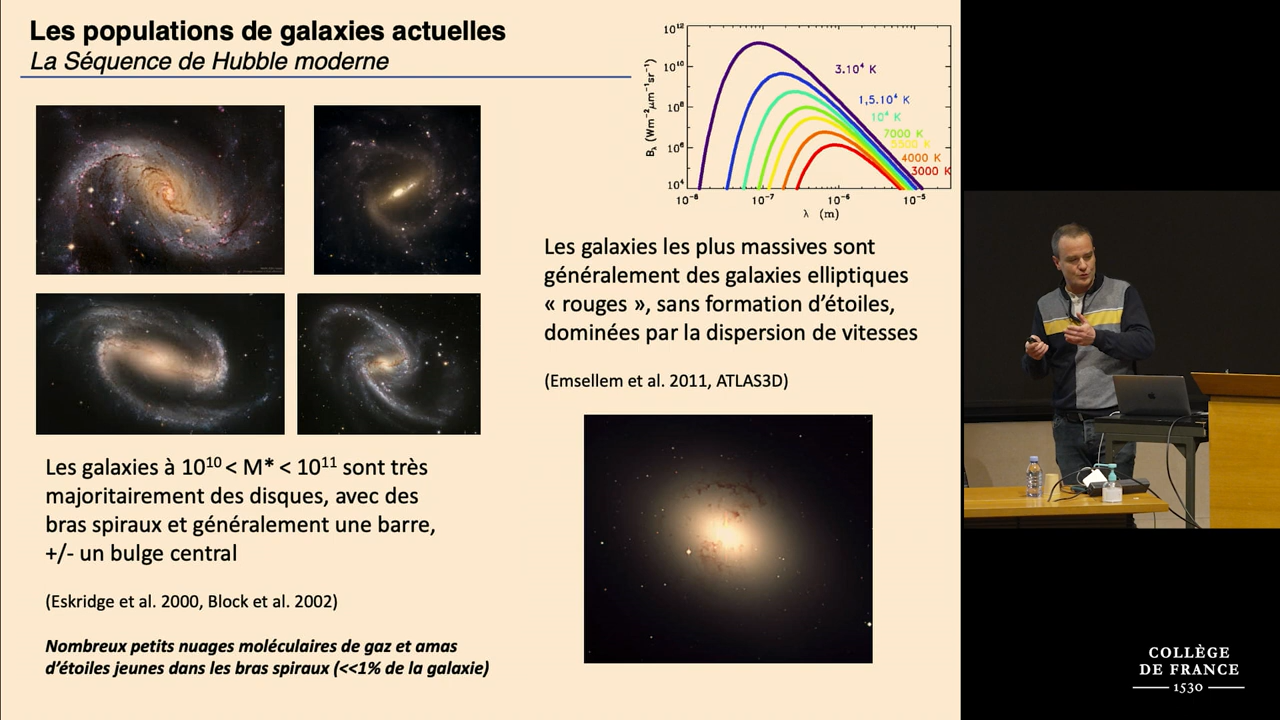 Les populations de galaxies actuelles
La Séquence de Hubble moderne
10¹²
10¹⁰
10⁸
10⁶
10⁴
Bλ (Wm⁻²μm⁻¹sr⁻¹)
3.10⁴ K
1,5.10⁴ K
10⁴ K
7000 K
5500 K
4000 K
3000 K
10⁻⁸ 10⁻⁷ 10⁻⁶ 10⁻⁵
λ (m)
Les galaxies les plus massives sont
généralement des galaxies elliptiques
« rouges », sans formation d’étoiles,
dominées par la dispersion de vitesses
(Emsellem et al. 2011, ATLAS3D)
Les galaxies à 10¹⁰ < M* < 10¹¹ sont très
majoritairement des disques, avec des
bras spiraux et généralement une barre,
+/- un bulge central
(Eskridge et al. 2000, Block et al. 2002)
Nombreux petits nuages moléculaires de gaz et amas
d’étoiles jeunes dans les bras spiraux (<<1% de la galaxie)
COLLÈGE
DE FRANCE
1530